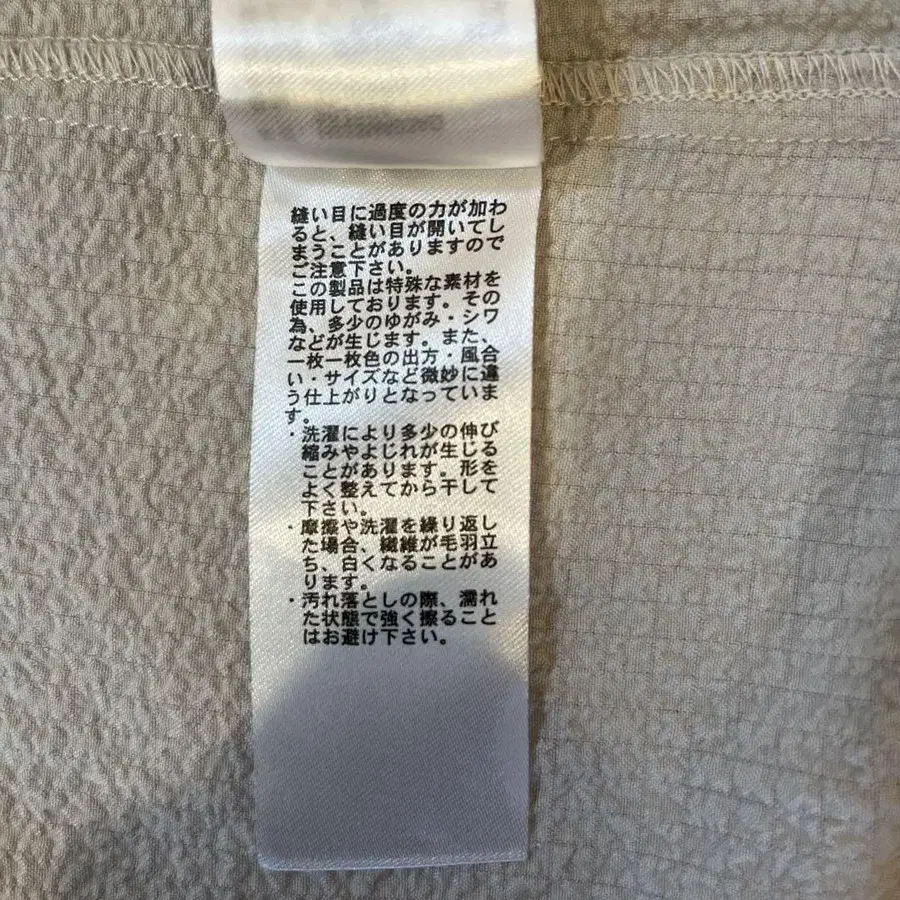 縫い目に過度の力が加わ
ると、縫い目が開いてし
まうことがありますので
ご注意下さい。
この製品は特殊な素材を
使用しております。その
為、多少のゆがみ・シワ
などが生じます。また、
一枚一枚色の出方・風合
い・サイズなど微妙に違
う仕上がりとなっていま
す。
・洗濯により多少の伸び
縮みやよじれが生じる
ことがあります。形を
よく整えてから干して
下さい。
・摩擦や洗濯を繰り返し
た場合、繊維が毛羽立
ち、白くなることがあ
ります。
・汚れ落としの際、濡れ
た状態で強く擦ること
はお避け下さい。